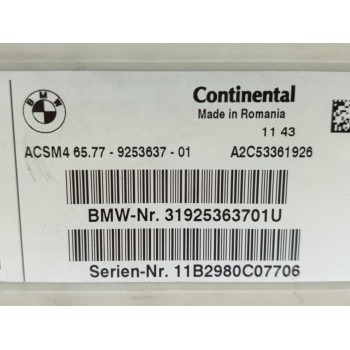 BMW
Continental
Made in Romania
11 43
ACSM4 65.77 - 9253637 - 01 A2C53361926
BMW-Nr. 31925363701U
Serien-Nr. 11B2980C07706